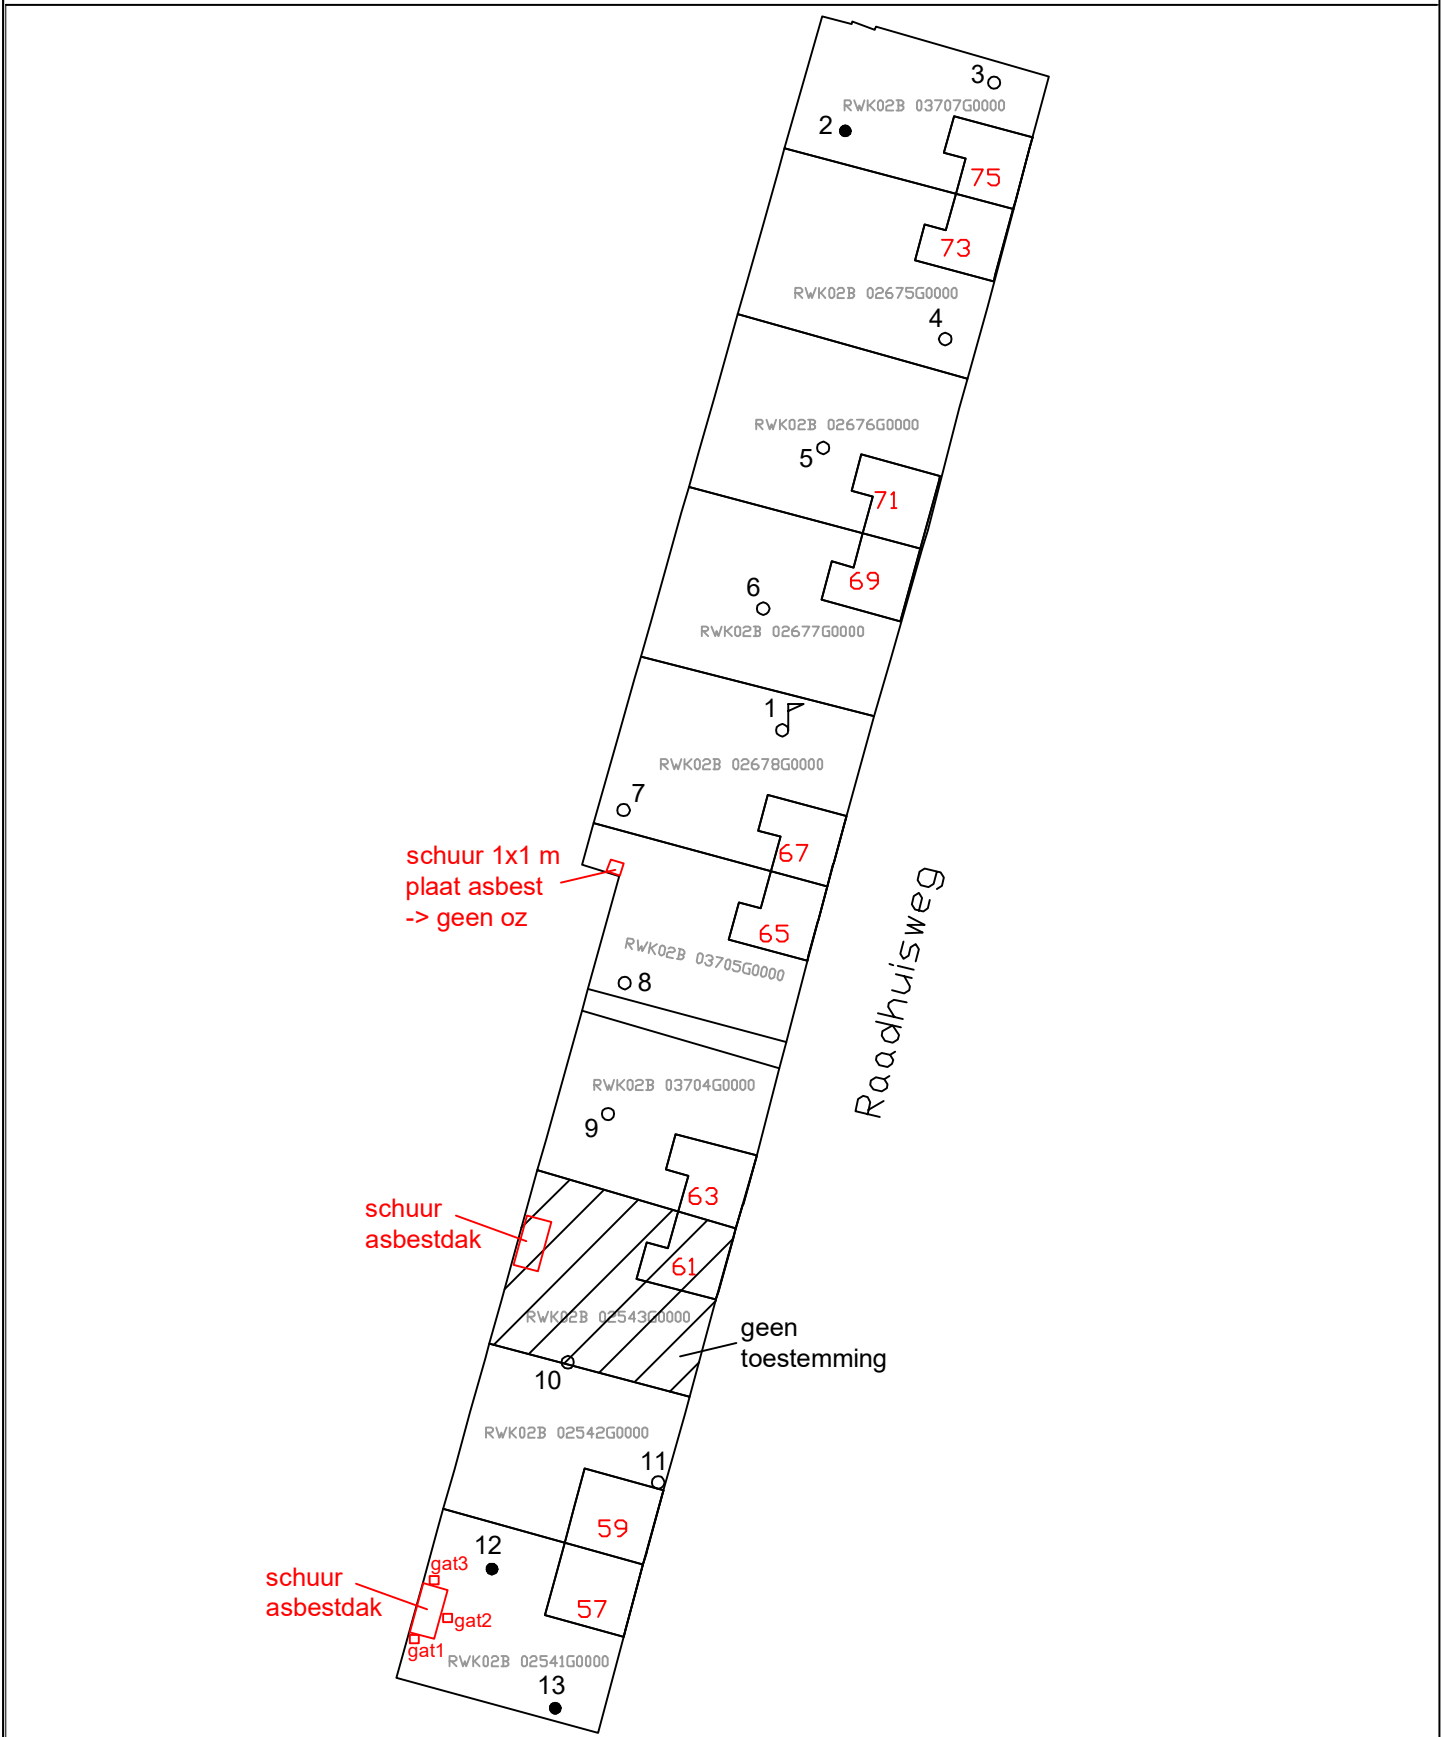 3
RWK02B 03707G0000
2
75
73
RWK02B 02675G0000
4
RWK02B 02676G0000
5
71
69
6
RWK02B 02677G0000
1
RWK02B 02678G0000
7
67
schuur 1x1 m
plaat asbest
-> geen oz
65
RWK02B 03705G0000
8
Raadhuisweg
RWK02B 03704G0000
9
63
schuur
asbestdak
61
RWK02B 02543G0000
geen
toestemming
10
RWK02B 02542G0000
11
59
12
gat3
schuur
asbestdak
57
gat2
gat1
RWK02B 02541G0000
13